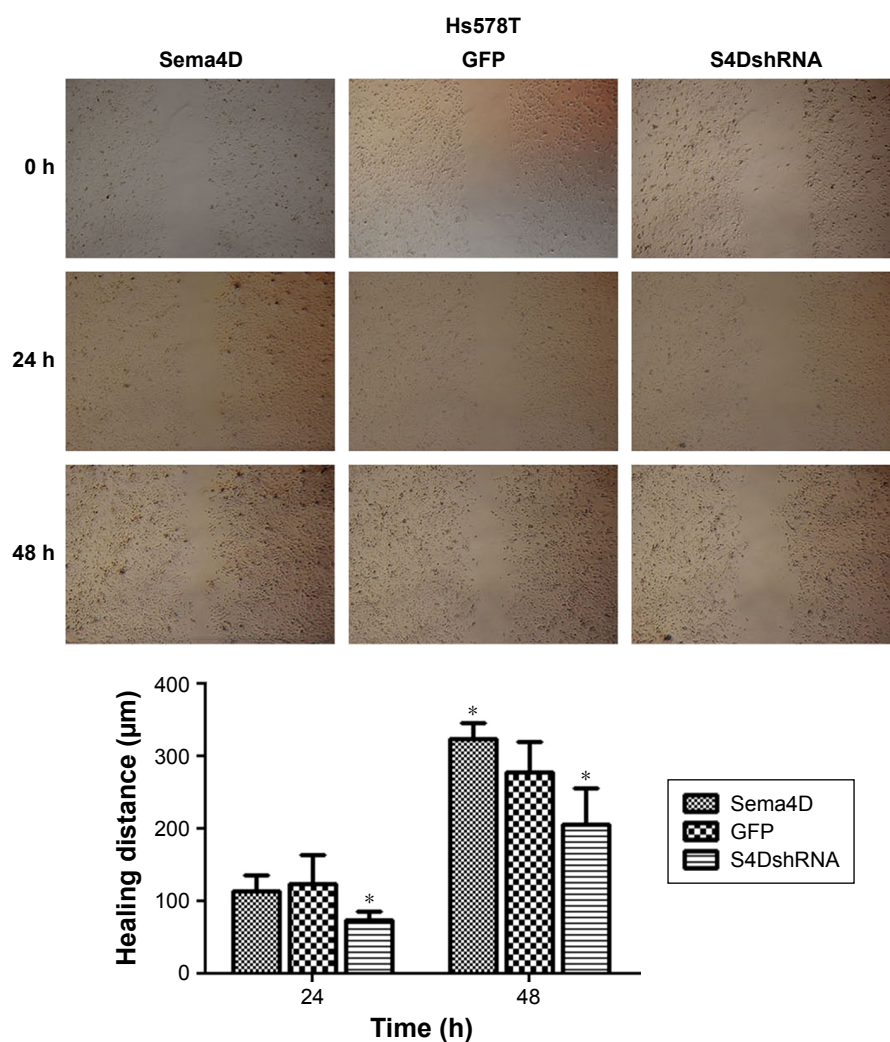 Hs578T
Sema4D GFP S4DshRNA
0 h
24 h
48 h
400
300
200
100
0
Healing distance (µm)
*
*
*
24 48
Time (h)
Sema4D
GFP
S4DshRNA